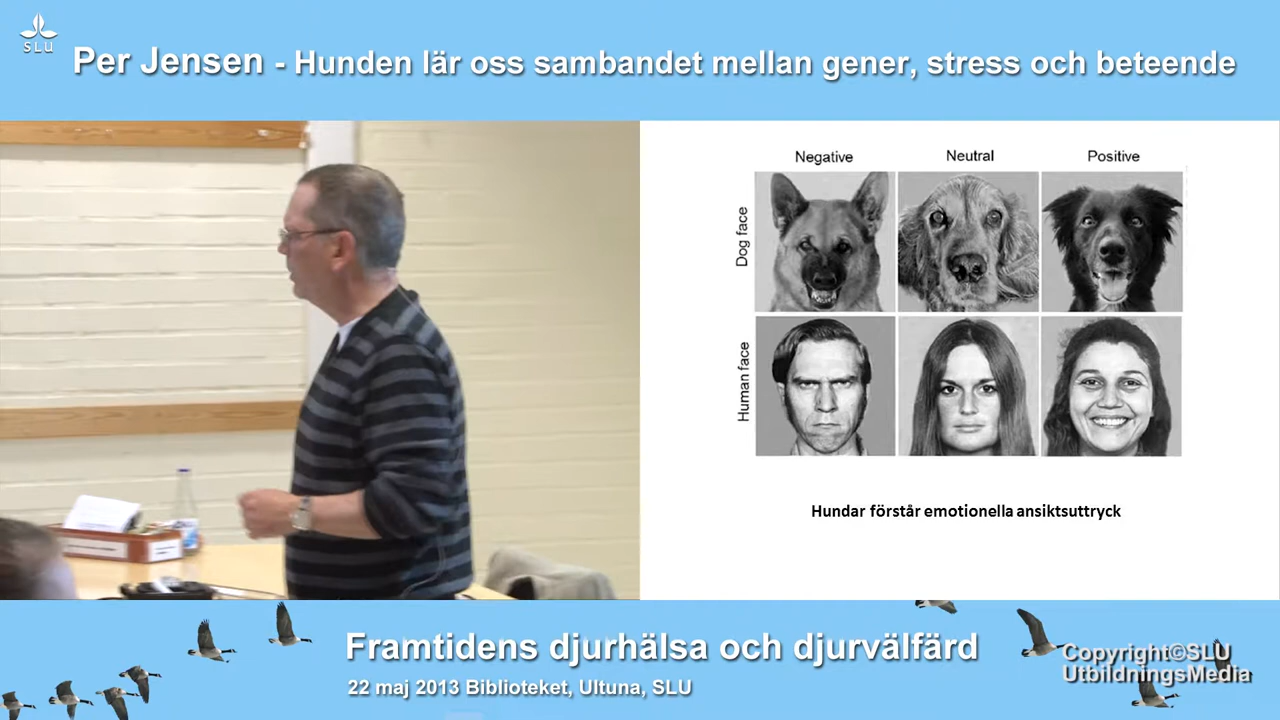 SLU
Per Jensen - Hunden lär oss sambandet mellan gener, stress och beteende
Negative Neutral Positive
Dog face
Human face
Hundar förstår emotionella ansiktsuttryck
Framtidens djurhälsa och djurvälfärd
22 maj 2013 Biblioteket, Ultuna, SLU
Copyright©SLU
UtbildningsMedia